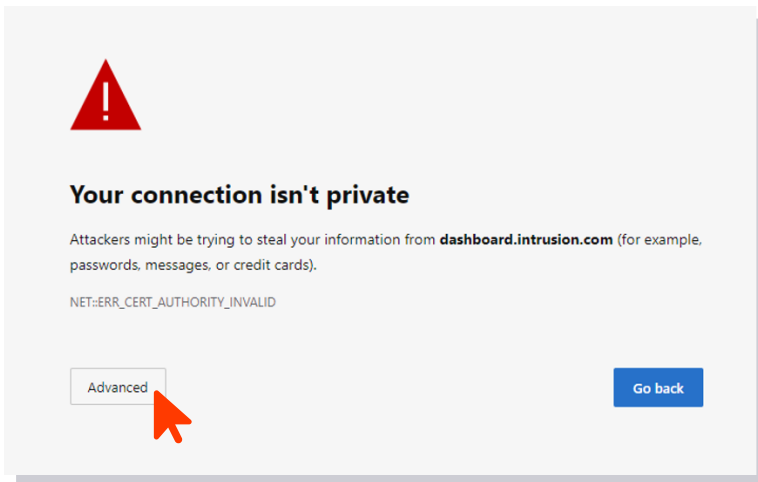 Your connection isn't private
Attackers might be trying to steal your information from dashboard.intrusion.com (for example,
passwords, messages, or credit cards).
NET::ERR_CERT_AUTHORITY_INVALID
Advanced
Go back